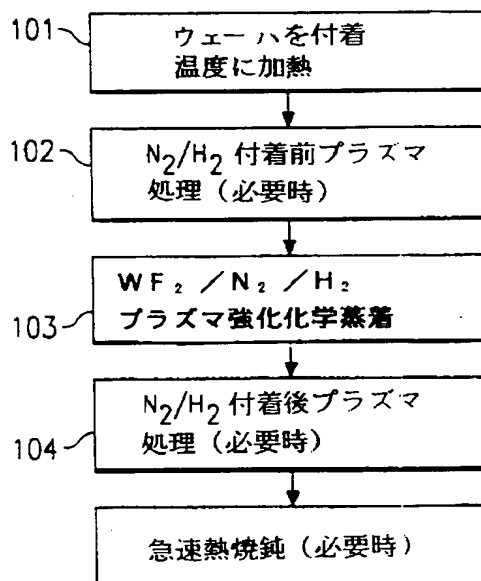 101
ウェーハを付着
温度に加熱
102
N₂/H₂ 付着前プラズマ
処理（必要時）
WF₂ ／N₂ ／H₂
103
プラズマ強化化学蒸着
N₂/H₂ 付着後プラズマ
104
処理（必要時）
急速熱焼鈍（必要時）